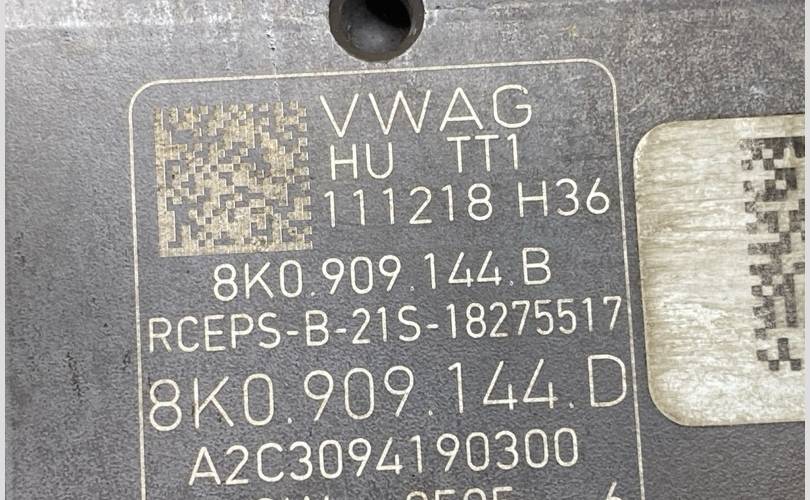 VWAG
HU TT1
111218 H36
8K0.909.144.B
RCEPS-B-21S-18275517
8K0.909.144.D
A2C3094190300